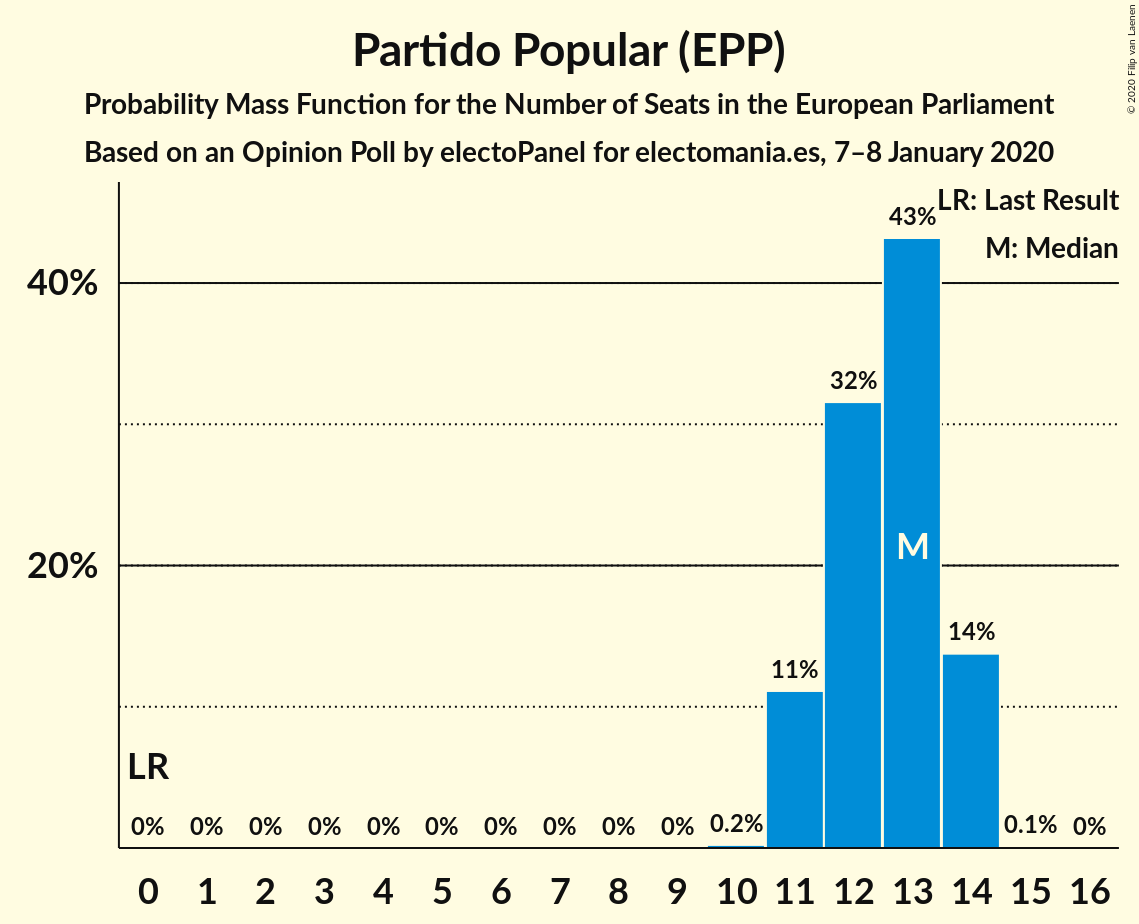 Partido Popular (EPP)
Probability Mass Function for the Number of Seats in the European Parliament
Based on an Opinion Poll by electoPanel for electomania.es, 7–8 January 2020
© 2020 Filip van Laenen
LR: Last Result
M: Median
40%
20%
43%
32%
M
14%
11%
LR
0% 0% 0% 0% 0% 0% 0% 0% 0% 0% 0.2% 0.1% 0%
0 1 2 3 4 5 6 7 8 9 10 11 12 13 14 15 16